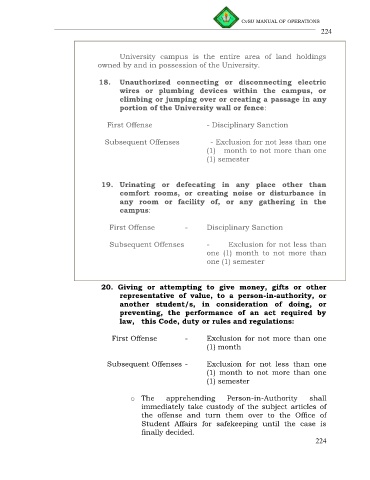 CvSU MANUAL OF OPERATIONS
224
University campus is the entire area of land holdings
owned by and in possession of the University.
18. Unauthorized connecting or disconnecting electric
wires or plumbing devices within the campus, or
climbing or jumping over or creating a passage in any
portion of the University wall or fence:
First Offense - Disciplinary Sanction
Subsequent Offenses - Exclusion for not less than one
(1) month to not more than one
(1) semester
19. Urinating or defecating in any place other than
comfort rooms, or creating noise or disturbance in
any room or facility of, or any gathering in the
campus:
First Offense - Disciplinary Sanction
Subsequent Offenses - Exclusion for not less than
one (1) month to not more than
one (1) semester
20. Giving or attempting to give money, gifts or other
representative of value, to a person-in-authority, or
another student/s, in consideration of doing, or
preventing, the performance of an act required by
law, this Code, duty or rules and regulations:
First Offense - Exclusion for not more than one
(1) month
Subsequent Offenses - Exclusion for not less than one
(1) month to not more than one
(1) semester
o The apprehending Person-in-Authority shall
immediately take custody of the subject articles of
the offense and turn them over to the Office of
Student Affairs for safekeeping until the case is
finally decided.
224